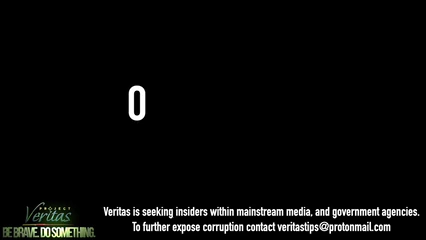 0
PROJECT
Veritas
BE BRAVE. DO SOMETHING.
Veritas is seeking insiders within mainstream media, and government agencies.
To further expose corruption contact veritastips@protonmail.com